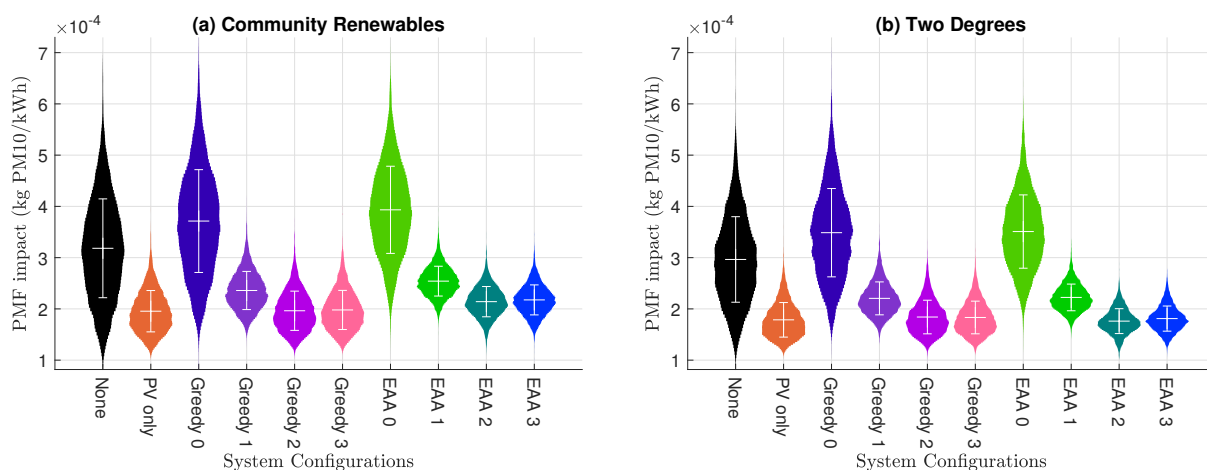 (a) Community Renewables
×10⁻⁴
PMF impact (kg PM10/kWh)
7
6
5
4
3
2
1
None
PV only
Greedy 0
Greedy 1
Greedy 2
Greedy 3
EAA 0
EAA 1
EAA 2
EAA 3
System Configurations
(b) Two Degrees
×10⁻⁴
PMF impact (kg PM10/kWh)
7
6
5
4
3
2
1
None
PV only
Greedy 0
Greedy 1
Greedy 2
Greedy 3
EAA 0
EAA 1
EAA 2
EAA 3
System Configurations